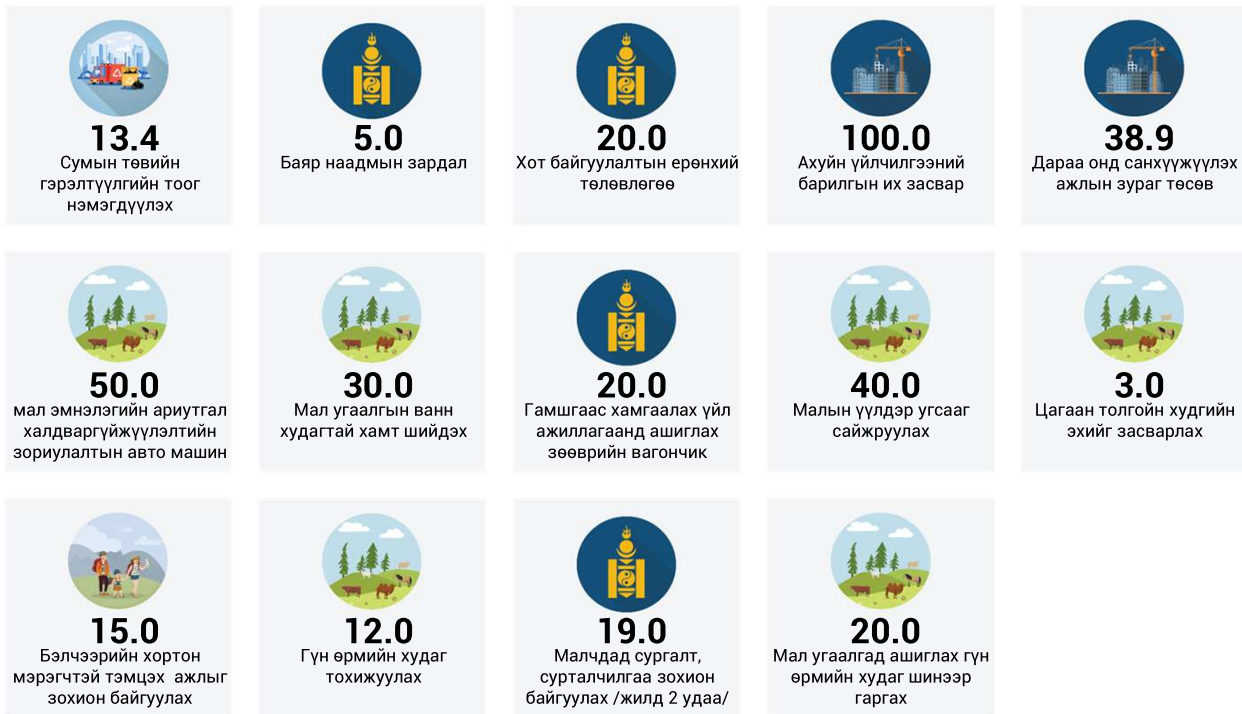 13.4
Сумын төвийн
гэрэлтүүлгийн тоог
нэмэгдүүлэх
5.0
Баяр наадмын зардал
20.0
Хот байгуулалтын ерөнхий
төлөвлөгөө
100.0
Ахуйн үйлчилгээний
барилгын их засвар
38.9
Дараа онд санхүүжүүлэх
ажлын зураг төсөв
50.0
мал эмнэлэгийн ариутгал
халдваргүйжүүлэлтийн
зориулалтын авто машин
30.0
Мал угаалгын ванн
худагтай хамт шийдэх
20.0
Гамшгаас хамгаалах үйл
ажиллагаанд ашиглах
зөөврийн вагончик
40.0
Малын үүлдэр угсааг
сайжруулах
3.0
Цагаан толгойн худгийн
эхийг засварлах
15.0
Бэлчээрийн хортон
мэрэгчтэй тэмцэх ажлыг
зохион байгуулах
12.0
Гүн өрмийн худаг
тохижуулах
19.0
Малчдад сургалт,
сурталчилгаа зохион
байгуулах /жилд 2 удаа/
20.0
Мал угаалгад ашиглах гүн
өрмийн худаг шинээр
гаргах